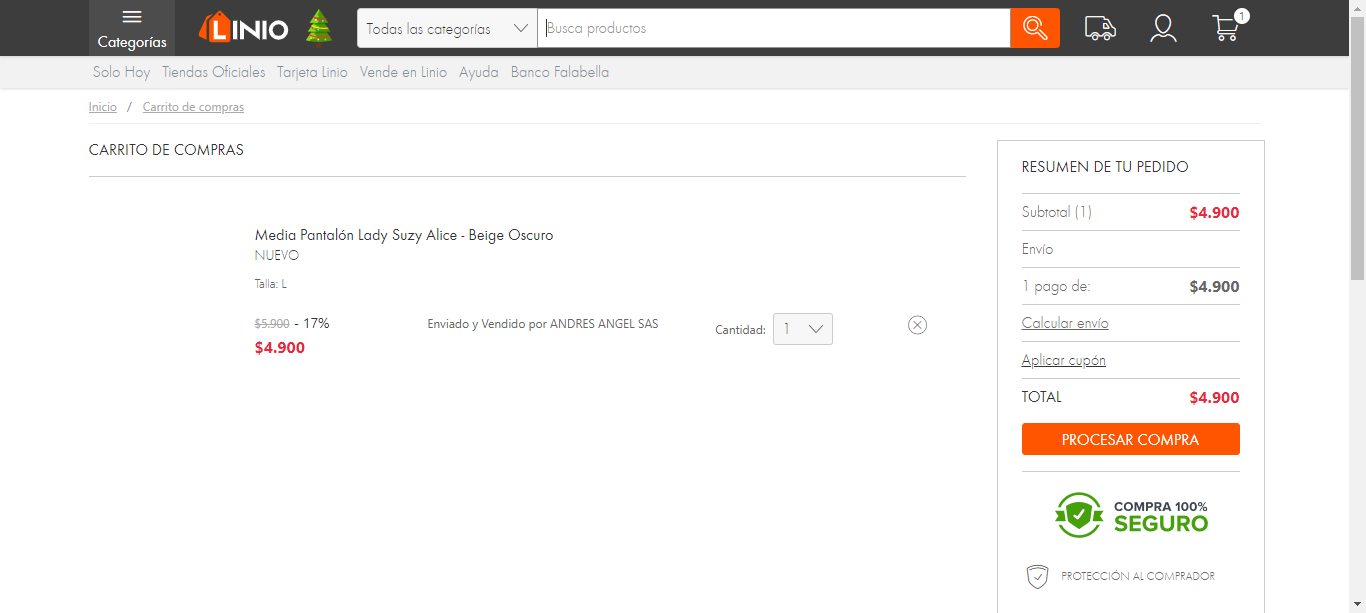 Categorías
LINIO
Todas las categorías
Busca productos
1
Solo Hoy Tiendas Oficiales Tarjeta Linio Vende en Linio Ayuda Banco Falabella
Inicio / Carrito de compras
CARRITO DE COMPRAS
Media Pantalón Lady Suzy Alice - Beige Oscuro
NUEVO
Talla: L
$5.900 - 17%
$4.900
Enviado y Vendido por ANDRES ANGEL SAS
Cantidad: 1
RESUMEN DE TU PEDIDO
Subtotal (1) $4.900
Envío
1 pago de: $4.900
Calcular envío
Aplicar cupón
TOTAL $4.900
PROCESAR COMPRA
COMPRA 100%
SEGURO
PROTECCIÓN AL COMPRADOR